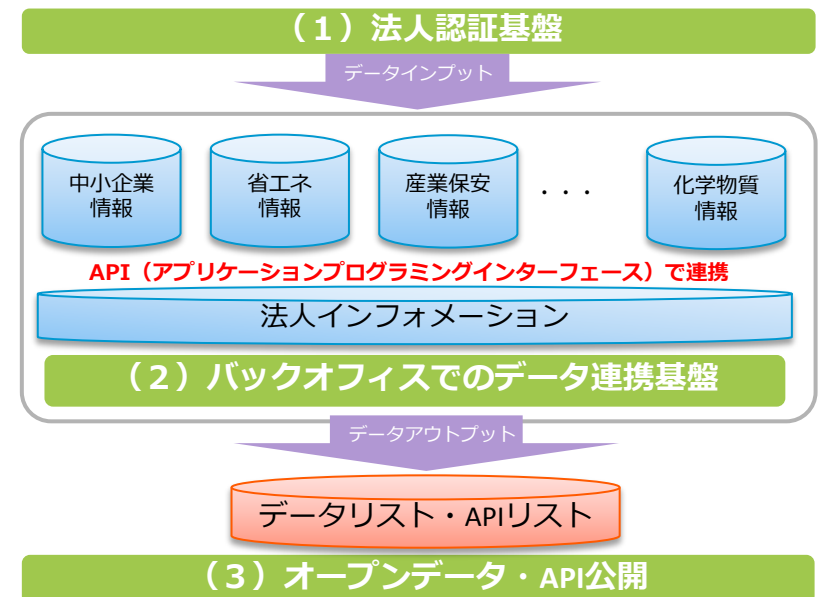 （１）法人認証基盤
データインプット
中小企業
情報
省エネ
情報
産業保安
情報
・・・
化学物質
情報
API（アプリケーションプログラミングインターフェース）で連携
法人インフォメーション
（２）バックオフィスでのデータ連携基盤
データアウトプット
データリスト・APIリスト
（３）オープンデータ・API公開